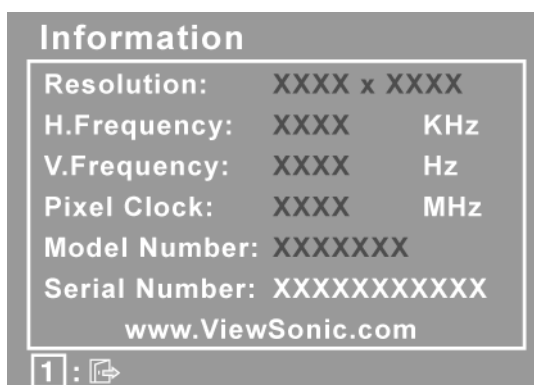 Information
Resolution: XXXX x XXXX
H.Frequency: XXXX KHz
V.Frequency: XXXX Hz
Pixel Clock: XXXX MHz
Model Number: XXXXXXX
Serial Number: XXXXXXXXXXX
www.ViewSonic.com
1 :